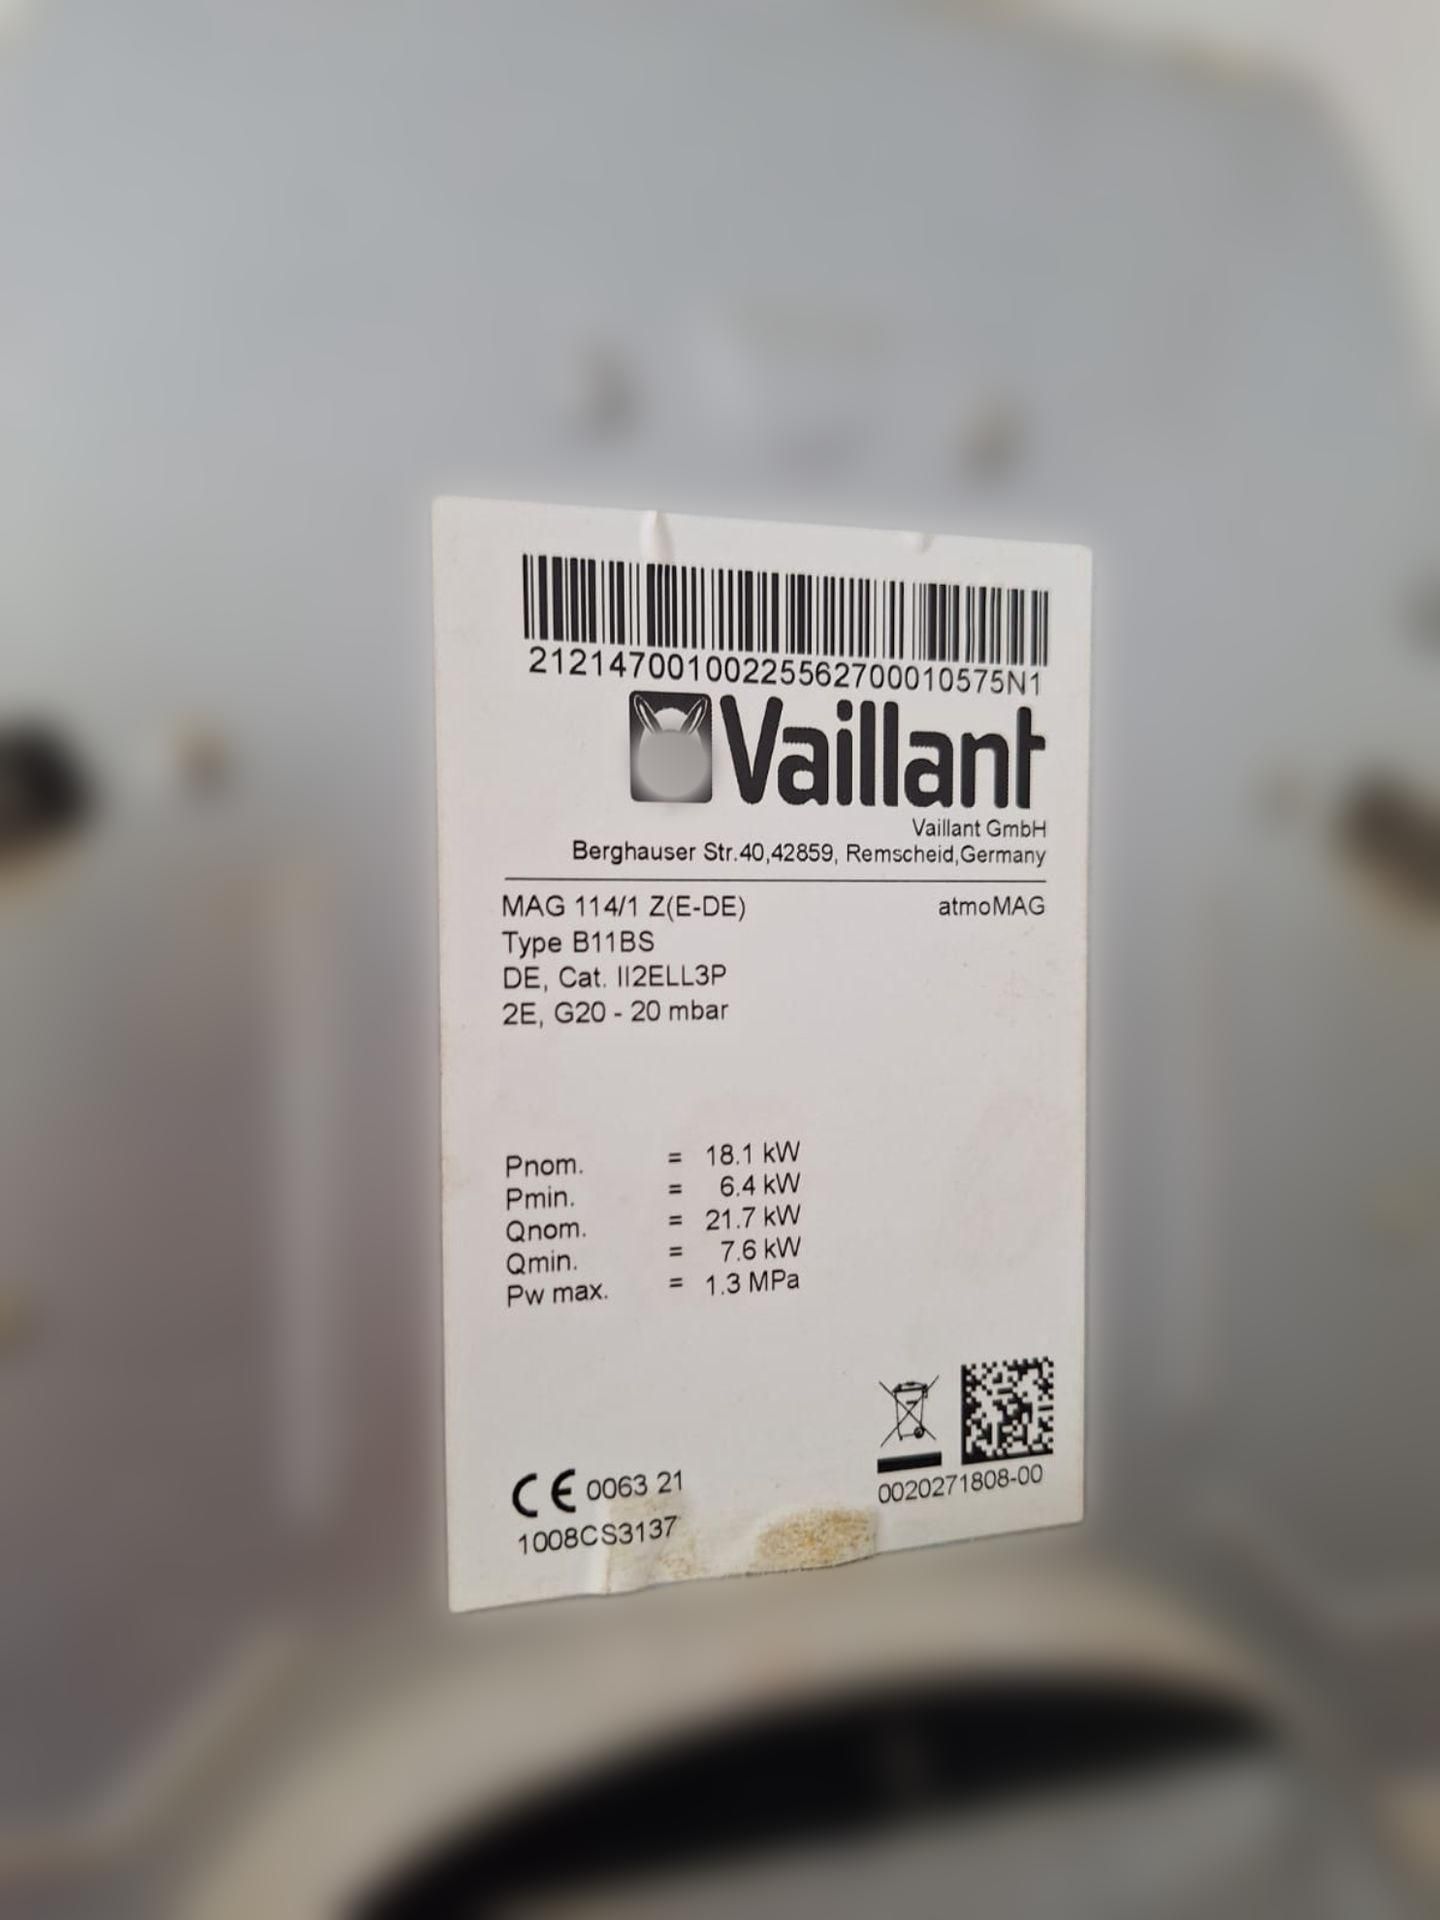 21214700100225562700010575N1
Vaillant
Vaillant GmbH
Berghauser Str.40,42859, Remscheid,Germany
MAG 114/1 Z(E-DE) atmoMAG
Type B11BS
DE, Cat. II2ELL3P
2E, G20 - 20 mbar
Pnom. = 18.1 kW
Pmin. = 6.4 kW
Qnom. = 21.7 kW
Qmin. = 7.6 kW
Pw max. = 1.3 MPa
CE 0063 21
1008CS3137
0020271808-00